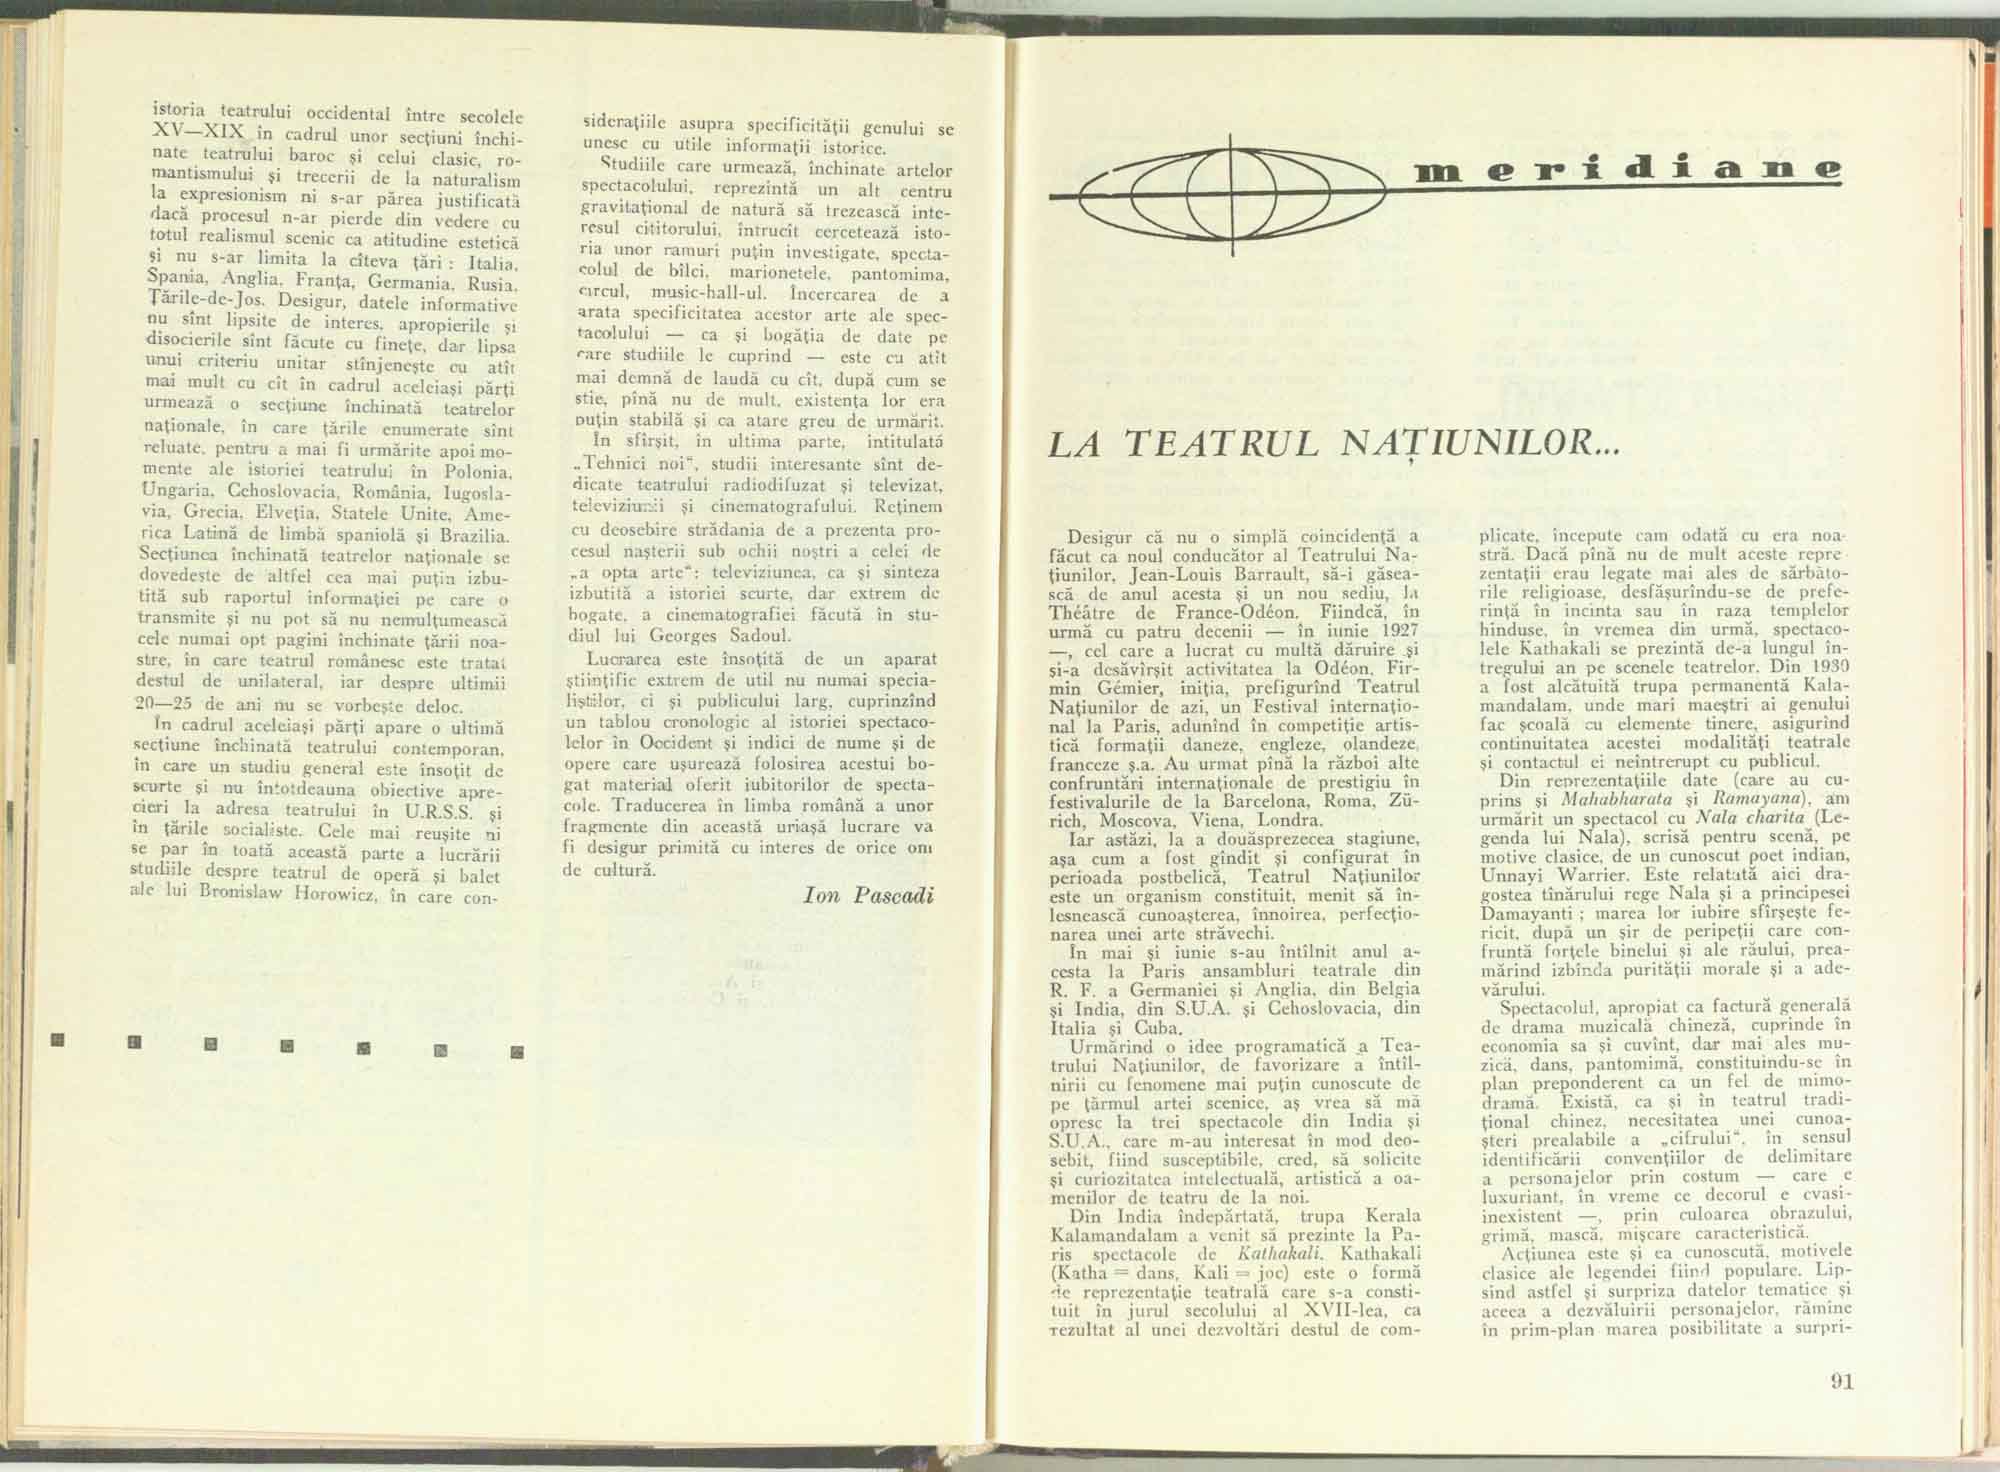 istoria teatrului occidental între secolele
XV—XIX în cadrul unor secțiuni închi-
nate teatrului baroc și celui clasic, ro-
mantismului și trecerii de la naturalism
la expresionism ni s-ar părea justificată
dacă procesul n-ar pierde din vedere cu
totul realismul scenic ca atitudine estetică
și nu s-ar limita la cîteva țări : Italia,
Spania, Anglia, Franța, Germania, Rusia,
Țările-de-Jos. Desigur, datele informative
nu sînt lipsite de interes, apropierile și
disocierile sînt făcute cu finețe, dar lipsa
unui criteriu unitar stînjenește cu atît
mai mult cu cît în cadrul aceleiași părți
urmează o secțiune închinată teatrelor
naționale, în care țările enumerate sînt
reluate, pentru a mai fi urmărite apoi mo-
mente ale istoriei teatrului în Polonia,
Ungaria, Cehoslovacia, România, Iugosla-
via, Grecia, Elveția, Statele Unite, Ame-
rica Latină de limbă spaniolă și Brazilia.
Secțiunea închinată teatrelor naționale se
dovedește de altfel cea mai puțin izbu-
tită sub raportul informației pe care o
transmite și nu pot să nu nemulțumească
cele numai opt pagini închinate țării noa-
stre, în care teatrul românesc este tratat
destul de unilateral, iar despre ultimii
20—25 de ani nu se vorbește deloc.
În cadrul aceleiași părți apare o ultimă
secțiune închinată teatrului contemporan,
în care un studiu general este însoțit de
scurte și nu întotdeauna obiective apre-
cieri la adresa teatrului în U.R.S.S. și
în țările socialiste. Cele mai reușite ni
se par în toată această parte a lucrării
studiile despre teatrul de operă și balet
ale lui Bronislaw Horowicz, în care con-
siderațiile asupra specificității genului se
unesc cu utile informații istorice.
Studiile care urmează, închinate artelor
spectacolului, reprezintă un alt centru
gravitațional de natură să trezească inte-
resul cititorului, întrucît cercetează isto-
ria unor ramuri puțin investigate, specta-
colul de bîlci, marionetele, pantomima,
circul, music-hall-ul. Încercarea de a
arata specificitatea acestor arte ale spec-
tacolului — ca și bogăția de date pe
care studiile le cuprind — este cu atît
mai demnă de laudă cu cît, după cum se
știe, pînă nu de mult, existența lor era
puțin stabilă și ca atare greu de urmărit.
În sfîrșit, în ultima parte, intitulată
„Tehnici noi“, studii interesante sînt de-
dicate teatrului radiodifuzat și televizat,
televiziunii și cinematografului. Reținem
cu deosebire strădania de a prezenta pro-
cesul nașterii sub ochii noștri a celei de
„a opta arte“: televiziunea, ca și sinteza
izbutită a istoriei scurte, dar extrem de
bogate, a cinematografiei făcută în stu-
diul lui Georges Sadoul.
Lucrarea este însoțită de un aparat
științific extrem de util nu numai specia-
liștilor, ci și publicului larg, cuprinzînd
un tablou cronologic al istoriei spectaco-
lelor în Occident și indici de nume și de
opere care ușurează folosirea acestui bo-
gat material oferit iubitorilor de specta-
cole. Traducerea în limba română a unor
fragmente din această uriașă lucrare va
fi desigur primită cu interes de orice om
de cultură.
Ion Pascadi
meridiane
LA TEATRUL NAȚIUNILOR...
Desigur că nu o simplă coincidență a
făcut ca noul conducător al Teatrului Na-
țiunilor, Jean-Louis Barrault, să-i găsea-
scă de anul acesta și un nou sediu, la
Théâtre de France-Odéon. Fiindcă, în
urmă cu patru decenii — în iunie 1927
—, cel care a lucrat cu multă dăruire și
și-a desăvîrșit activitatea la Odéon, Fir-
min Gémier, iniția, prefigurînd Teatrul
Națiunilor de azi, un Festival internațio-
nal la Paris, adunînd în competiție artis-
tică formații daneze, engleze, olandeze,
franceze ș.a. Au urmat pînă la război alte
confruntări internaționale de prestigiu în
festivalurile de la Barcelona, Roma, Zü-
rich, Moscova, Viena, Londra.
Iar astăzi, la a douăsprezecea stagiune,
așa cum a fost gîndit și configurat în
perioada postbelică, Teatrul Națiunilor
este un organism constituit, menit să în-
lesnească cunoașterea, înnoirea, perfecțio-
narea unei arte străvechi.
În mai și iunie s-au întîlnit anul a-
cesta la Paris ansambluri teatrale din
R. F. a Germaniei și Anglia, din Belgia
și India, din S.U.A. și Cehoslovacia, din
Italia și Cuba.
Urmărind o idee programatică a Tea-
trului Națiunilor, de favorizare a întîl-
nirii cu fenomene mai puțin cunoscute de
pe țărmul artei scenice, aș vrea să mă
opresc la trei spectacole din India și
S.U.A., care m-au interesat în mod deo-
sebit, fiind susceptibile, cred, să solicite
și curiozitatea intelectuală, artistică a oa-
menilor de teatru de la noi.
Din India îndepărtată, trupa Kerala
Kalamandalam a venit să prezinte la Pa-
ris spectacole de Kathakali. Kathakali
(Katha = dans, Kali = joc) este o formă
de reprezentație teatrală care s-a consti-
tuit în jurul secolului al XVII-lea, ca
rezultat al unei dezvoltări destul de com-
plicate, începute cam odată cu era noa-
stră. Dacă pînă nu de mult aceste repre-
zentații erau legate mai ales de sărbăto-
rile religioase, desfășurîndu-se de prefe-
rință în incinta sau în raza templelor
hinduse, în vremea din urmă, spectaco-
lele Kathakali se prezintă de-a lungul în-
tregului an pe scenele teatrelor. Din 1930
a fost alcătuită trupa permanentă Kala-
mandalam, unde mari maeștri ai genului
fac școală cu elemente tinere, asigurînd
continuitatea acestei modalități teatrale
și contactul ei neîntrerupt cu publicul.
Din reprezentațiile date (care au cu-
prins și Mahabharata și Ramayana), am
urmărit un spectacol cu Nala charita (Le-
genda lui Nala), scrisă pentru scenă, pe
motive clasice, de un cunoscut poet indian,
Unnayi Warrier. Este relatată aici dra-
gostea tînărului rege Nala și a principesei
Damayanti ; marea lor iubire sfîrșește fe-
ricit, după un șir de peripeții care con-
fruntă forțele binelui și ale răului, prea-
mărind izbînda purității morale și a ade-
vărului.
Spectacolul, apropiat ca factură generală
de drama muzicală chineză, cuprinde în
economia sa și cuvînt, dar mai ales mu-
zică, dans, pantomimă, constituindu-se în
plan preponderent ca un fel de mimo-
dramă. Există, ca și în teatrul tradi-
țional chinez, necesitatea unei cunoa-
șteri prealabile a „cifrului“, în sensul
identificării convențiilor de delimitare
a personajelor prin costum — care e
luxuriant, în vreme ce decorul e cvasi-
inexistent —, prin culoarea obrazului,
grimă, mască, mișcare caracteristică.
Acțiunea este și ea cunoscută, motivele
clasice ale legendei fiind populare. Lip-
sind astfel și surpriza datelor tematice și
aceea a dezvăluirii personajelor, rămîne
în prim-plan marea posibilitate a surpri-
91